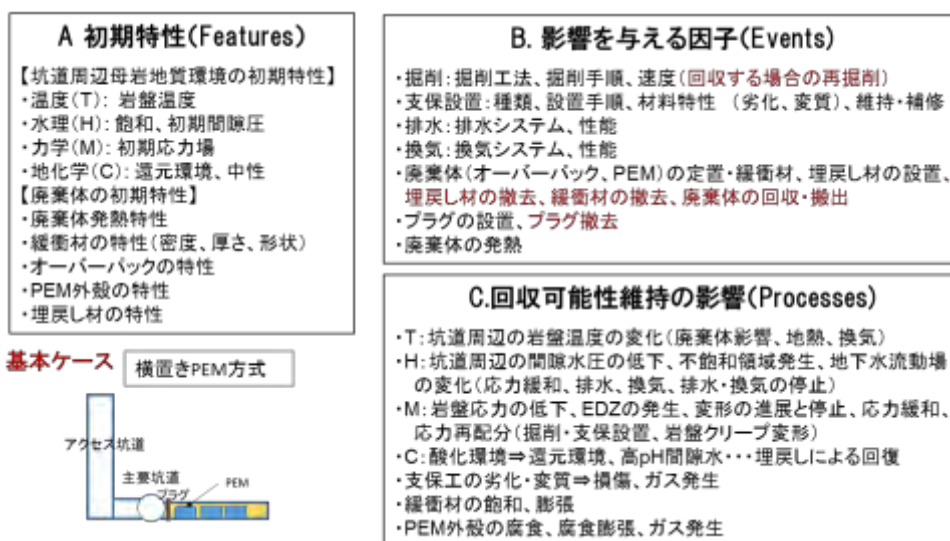 A 初期特性(Features)
【坑道周辺母岩地質環境の初期特性】
・温度(T): 岩盤温度
・水理(H): 飽和、初期間隙圧
・力学(M): 初期応力場
・地化学(C): 還元環境、中性
【廃棄体の初期特性】
・廃棄体発熱特性
・緩衝材の特性(密度、厚さ、形状)
・オーバーパックの特性
・PEM外殻の特性
・埋戻し材の特性
基本ケース
横置きPEM方式
アクセス坑道
主要坑道
プラグ
PEM
B. 影響を与える因子(Events)
・掘削: 掘削工法、掘削手順、速度(回収する場合の再掘削)
・支保設置: 種類、設置手順、材料特性 (劣化、変質)、維持・補修
・排水: 排水システム、性能
・換気: 換気システム、性能
・廃棄体(オーバーパック、PEM)の定置・緩衝材、埋戻し材の設置、
埋戻し材の撤去、緩衝材の撤去、廃棄体の回収・搬出
・プラグの設置、プラグ撤去
・廃棄体の発熱
C.回収可能性維持の影響(Processes)
・T: 坑道周辺の岩盤温度の変化(廃棄体影響、地熱、換気)
・H: 坑道周辺の間隙水圧の低下、不飽和領域発生、地下水流動場
の変化(応力緩和、排水、換気、排水・換気の停止)
・M: 岩盤応力の低下、EDZの発生、変形の進展と停止、応力緩和、
応力再配分(掘削・支保設置、岩盤クリープ変形)
・C: 酸化環境⇒還元環境、高pH間隙水・・・埋戻しによる回復
・支保工の劣化・変質⇒損傷、ガス発生
・緩衝材の飽和、膨張
・PEM外殻の腐食、腐食膨張、ガス発生